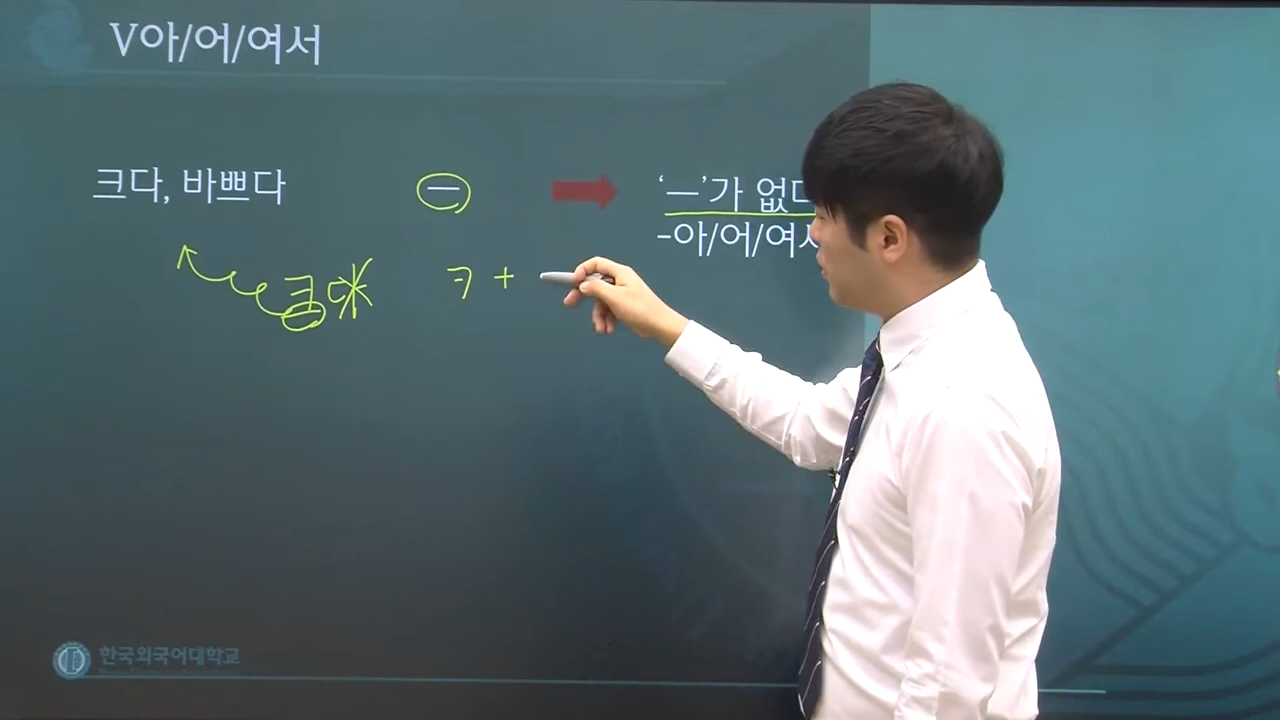 V아/어/여서
크다, 바쁘다 ㅡ 'ㅡ'가 없
-아/어/여
크다 ㅋ +
한국외국어대학교